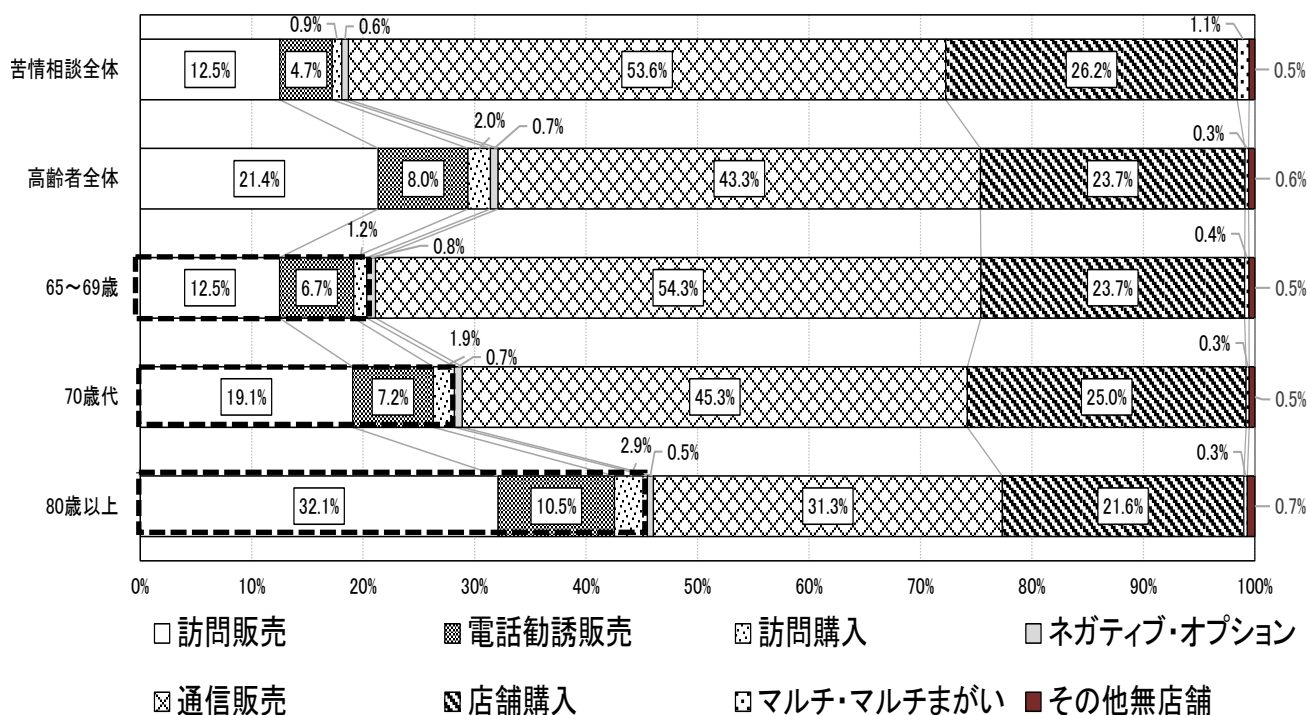 0.9% 0.6% 1.1%
苦情相談全体 12.5% 4.7% 53.6% 26.2% 0.5%
2.0% 0.7% 0.3%
高齢者全体 21.4% 8.0% 43.3% 23.7% 0.6%
1.2% 0.8% 0.4%
65～69歳 12.5% 6.7% 54.3% 23.7% 0.5%
1.9% 0.7% 0.3%
70歳代 19.1% 7.2% 45.3% 25.0% 0.5%
2.9% 0.5% 0.3%
80歳以上 32.1% 10.5% 31.3% 21.6% 0.7%
0% 10% 20% 30% 40% 50% 60% 70% 80% 90% 100%
訪問販売 電話勧誘販売 訪問購入 ネガティブ・オプション
通信販売 店舗購入 マルチ・マルチまがい その他無店舗